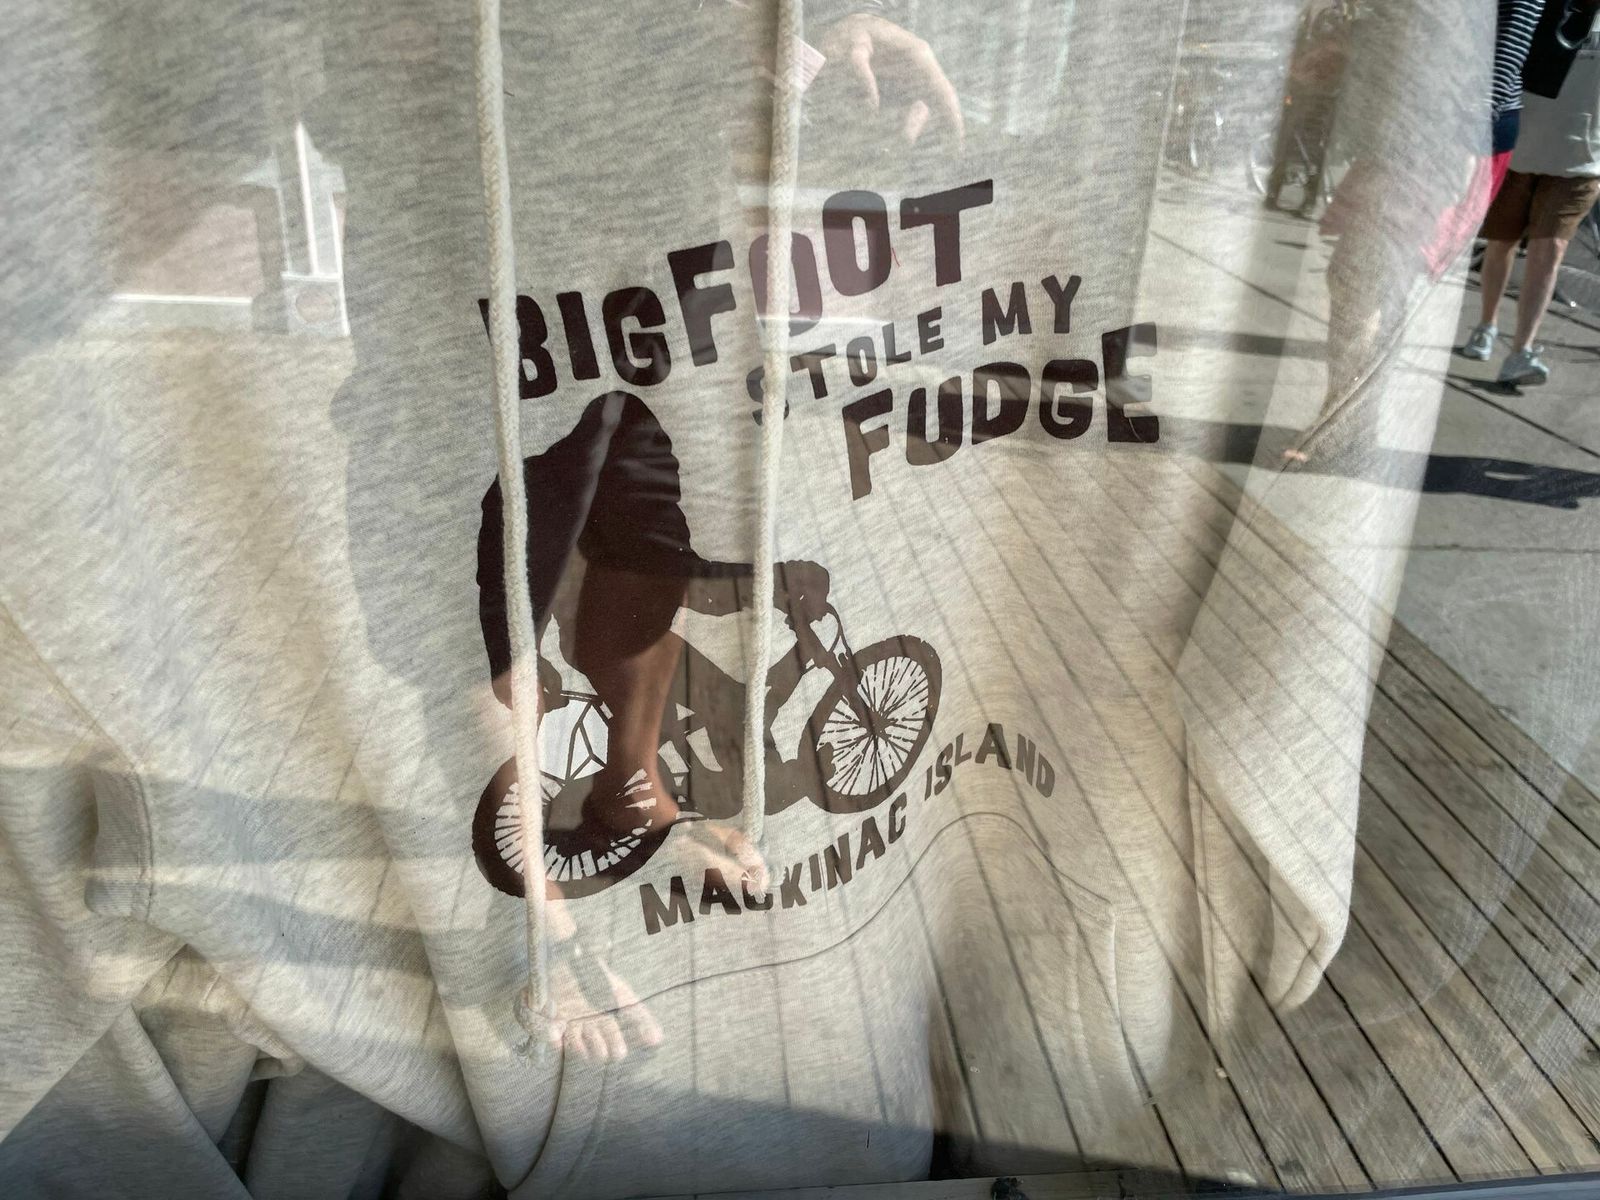 BIGFOOT
STOLE MY
FUDGE
MACKINAC ISLAND